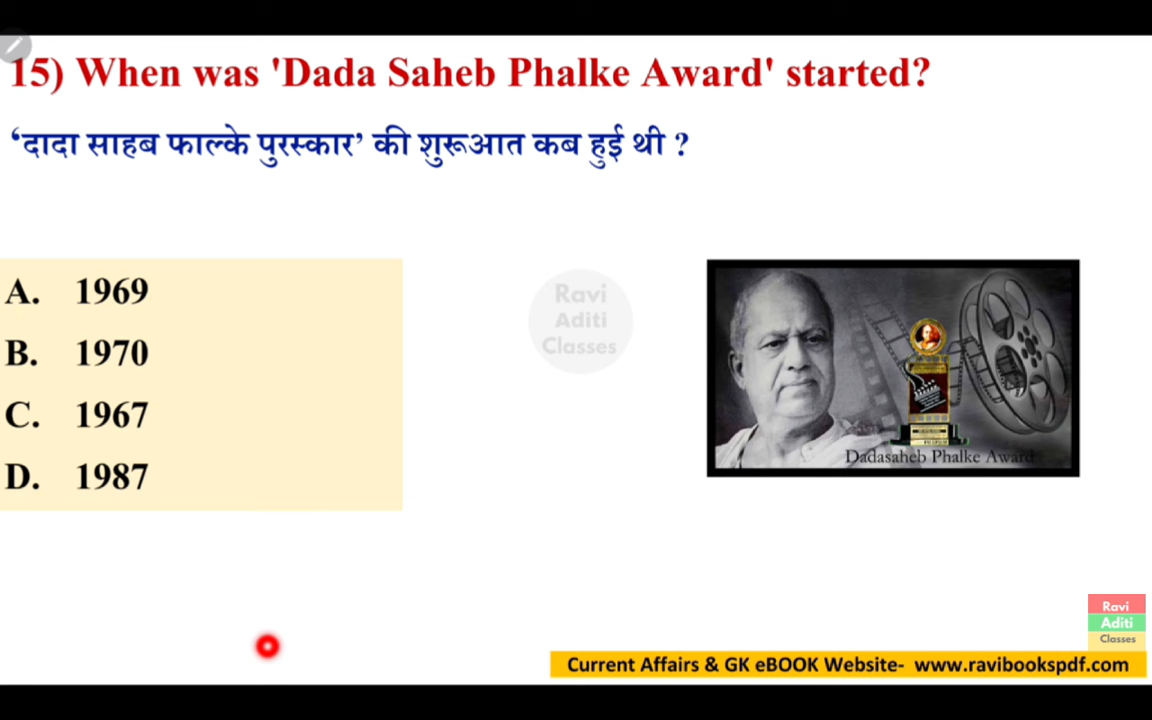 15) When was 'Dada Saheb Phalke Award' started?
‘दादा साहब फाल्के पुरस्कार’ की शुरूआत कब हुई थी ?
A. 1969
B. 1970
C. 1967
D. 1987
Ravi
Aditi
Classes
Dadasaheb Phalke Award
Ravi
Aditi
Classes
Current Affairs & GK eBOOK Website- www.ravibookspdf.com